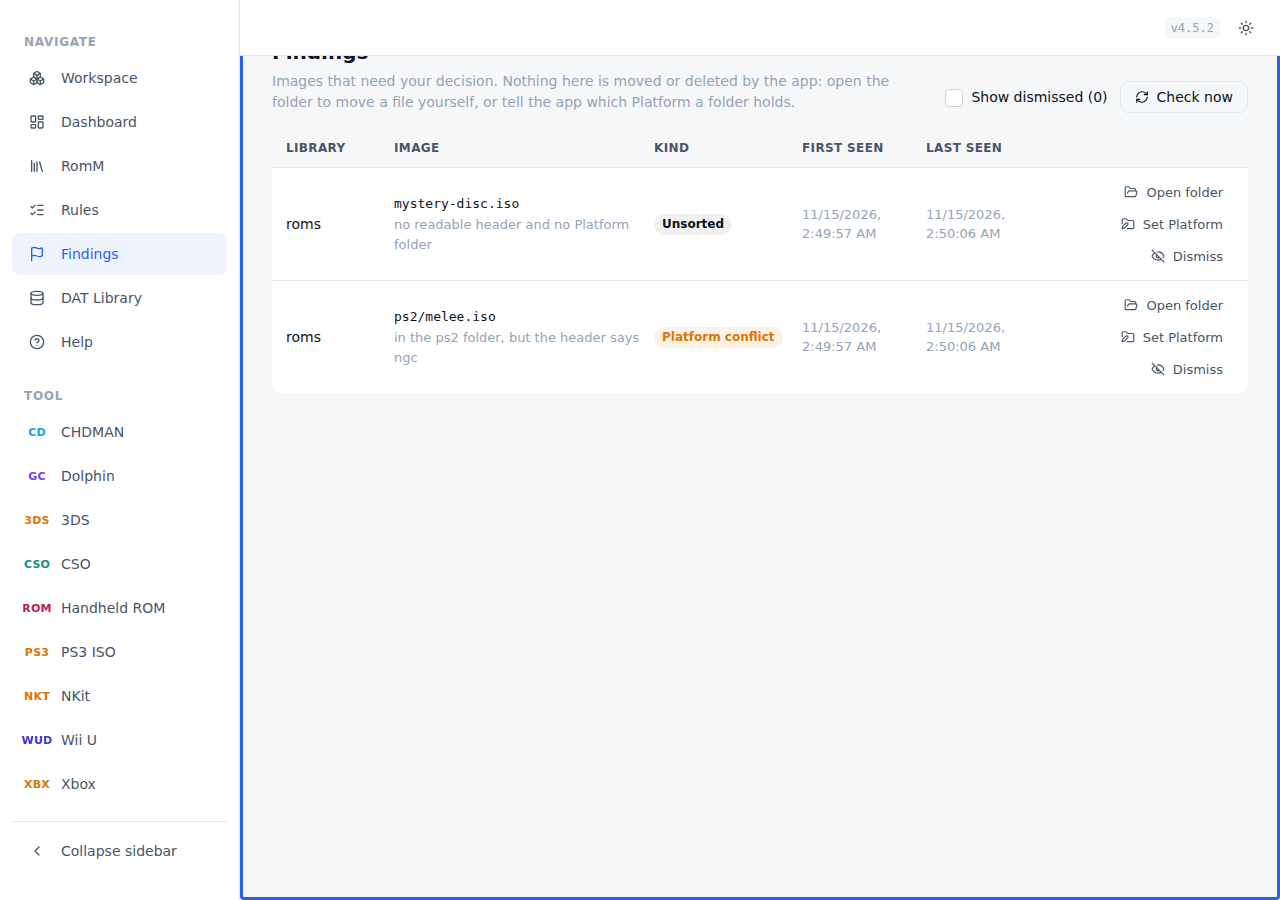 NAVIGATE
Workspace
Dashboard
RomM
Rules
Findings
DAT Library
Help
TOOL
CD CHDMAN
GC Dolphin
3DS 3DS
CSO CSO
ROM Handheld ROM
PS3 PS3 ISO
NKT NKit
WUD Wii U
XBX Xbox
Collapse sidebar
v4.5.2
Findings
Images that need your decision. Nothing here is moved or deleted by the app: open the
folder to move a file yourself, or tell the app which Platform a folder holds.
Show dismissed (0)
Check now
LIBRARY IMAGE KIND FIRST SEEN LAST SEEN
roms
mystery-disc.iso
no readable header and no Platform
folder
Unsorted
11/15/2026,
2:49:57 AM
11/15/2026,
2:50:06 AM
Open folder
Set Platform
Dismiss
roms
ps2/melee.iso
in the ps2 folder, but the header says
ngc
Platform conflict
11/15/2026,
2:49:57 AM
11/15/2026,
2:50:06 AM
Open folder
Set Platform
Dismiss